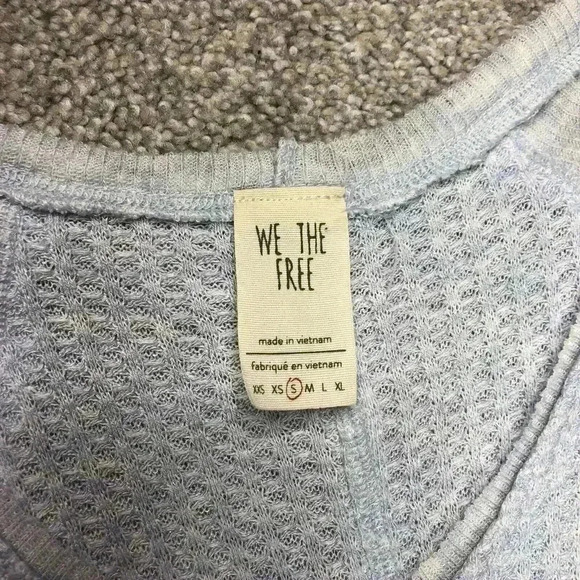 WE THE
FREE
made in vietnam
fabriqué en vietnam
XXS XS S M L XL